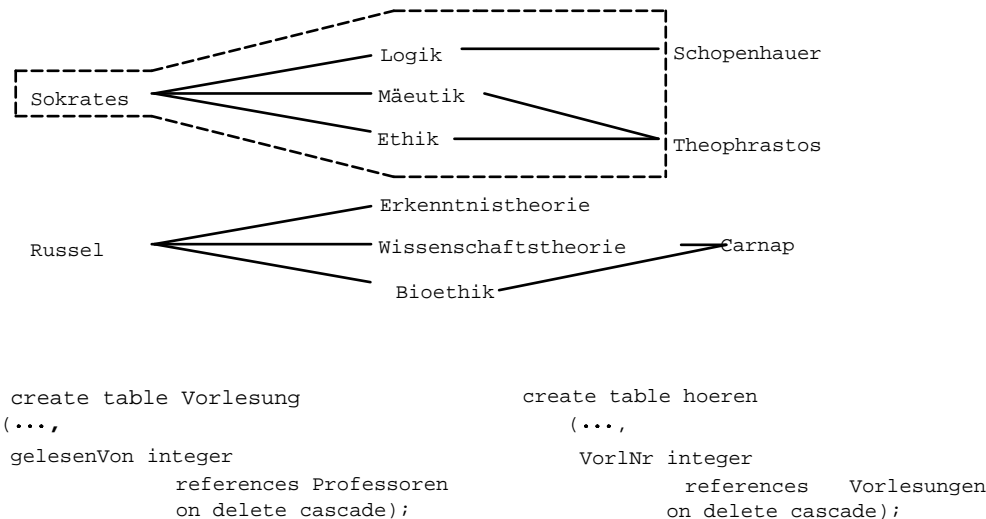 Logik
Schopenhauer
Sokrates
Mäeutik
Ethik
Theophrastos
Erkenntnistheorie
Russel
Wissenschaftstheorie
Carnap
Bioethik
create table Vorlesung
(...,
gelesenVon integer
references Professoren
on delete cascade);
create table hoeren
(...,
VorlNr integer
references Vorlesungen
on delete cascade);